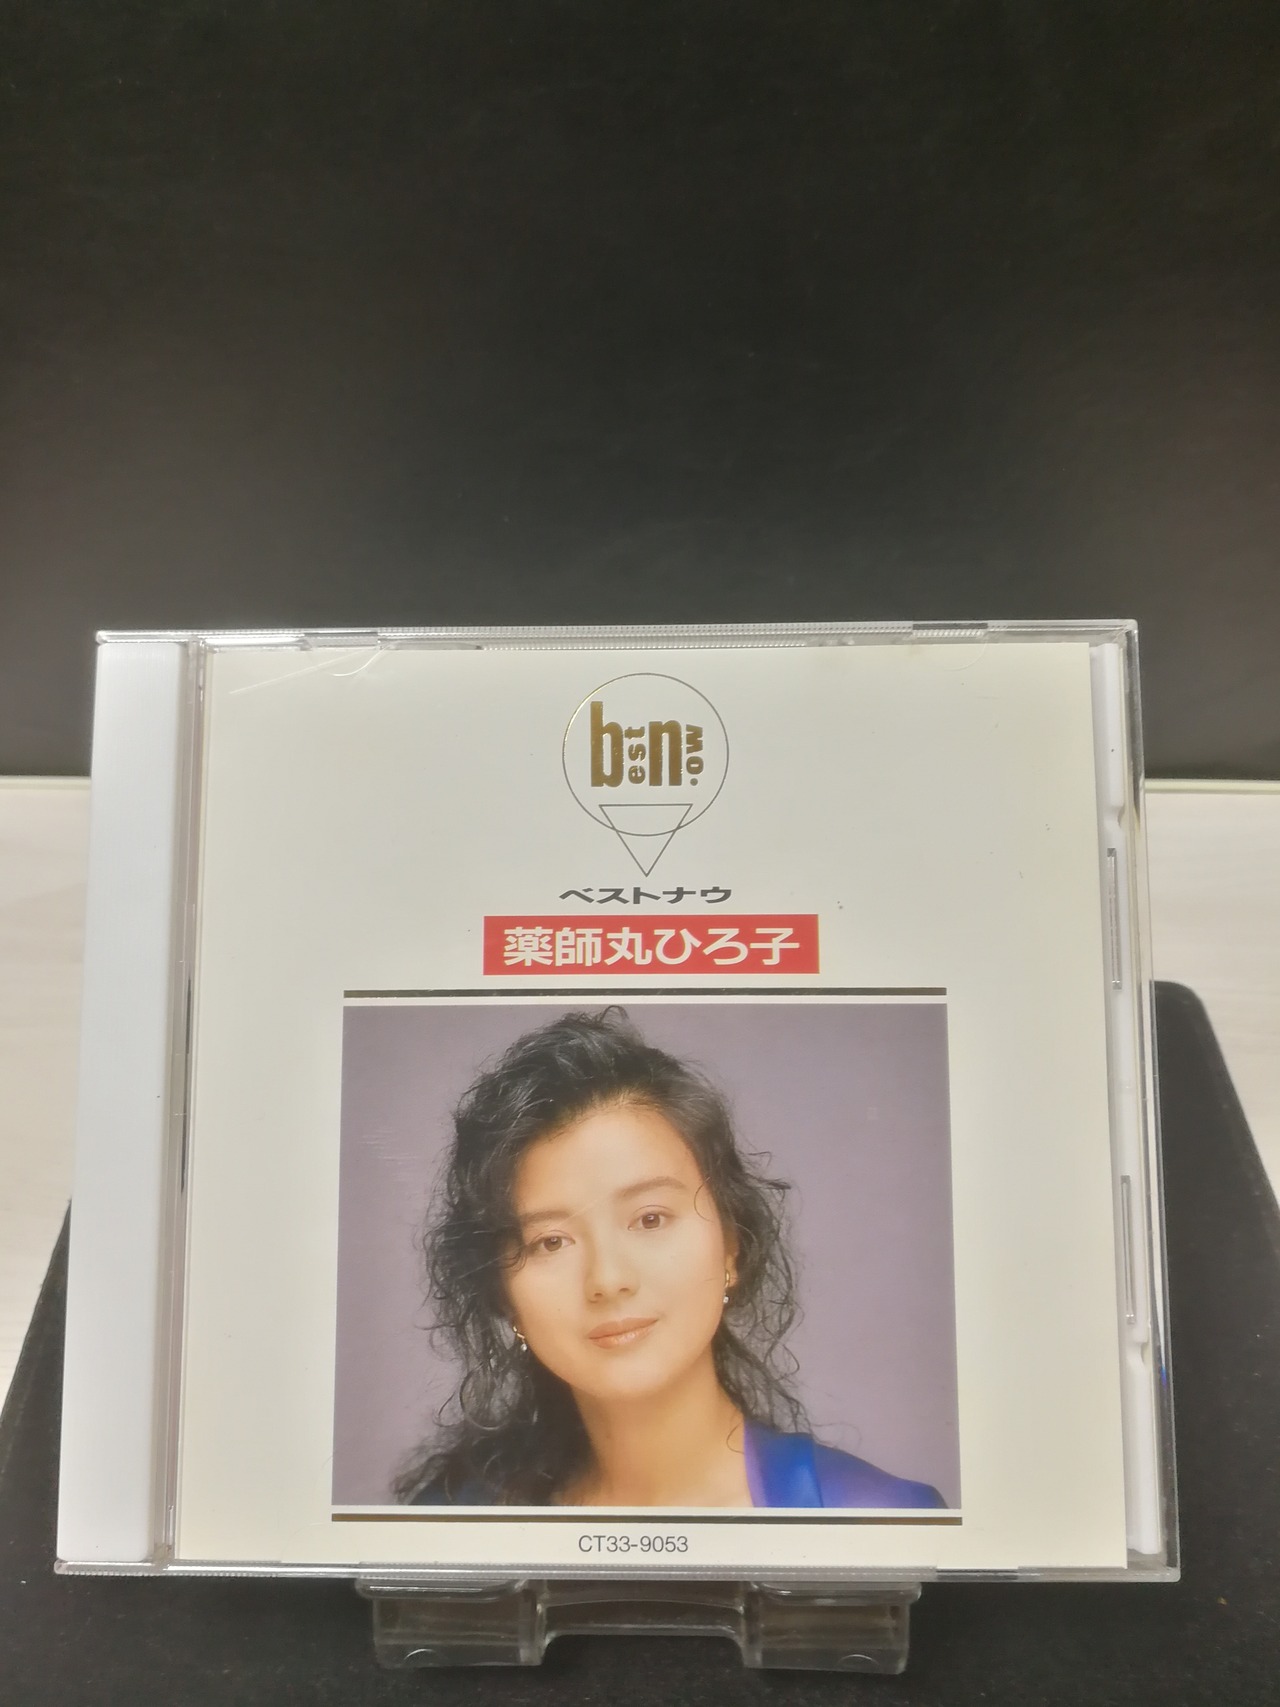 best now.
ベストナウ
薬師丸ひろ子
CT33-9053